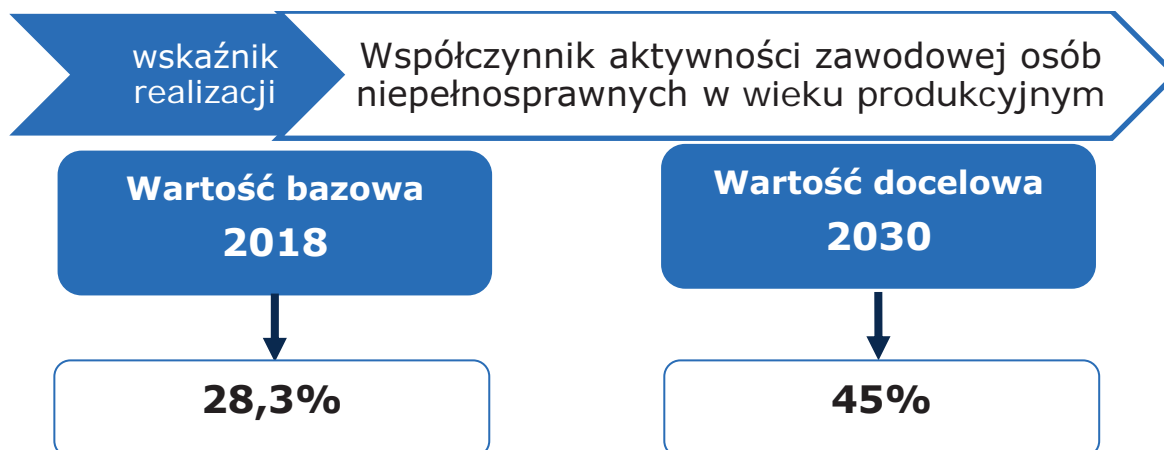 wskaźnik
realizacji
Współczynnik aktywności zawodowej osób
niepełnosprawnych w wieku produkcyjnym
Wartość bazowa
2018
Wartość docelowa
2030
28,3%
45%